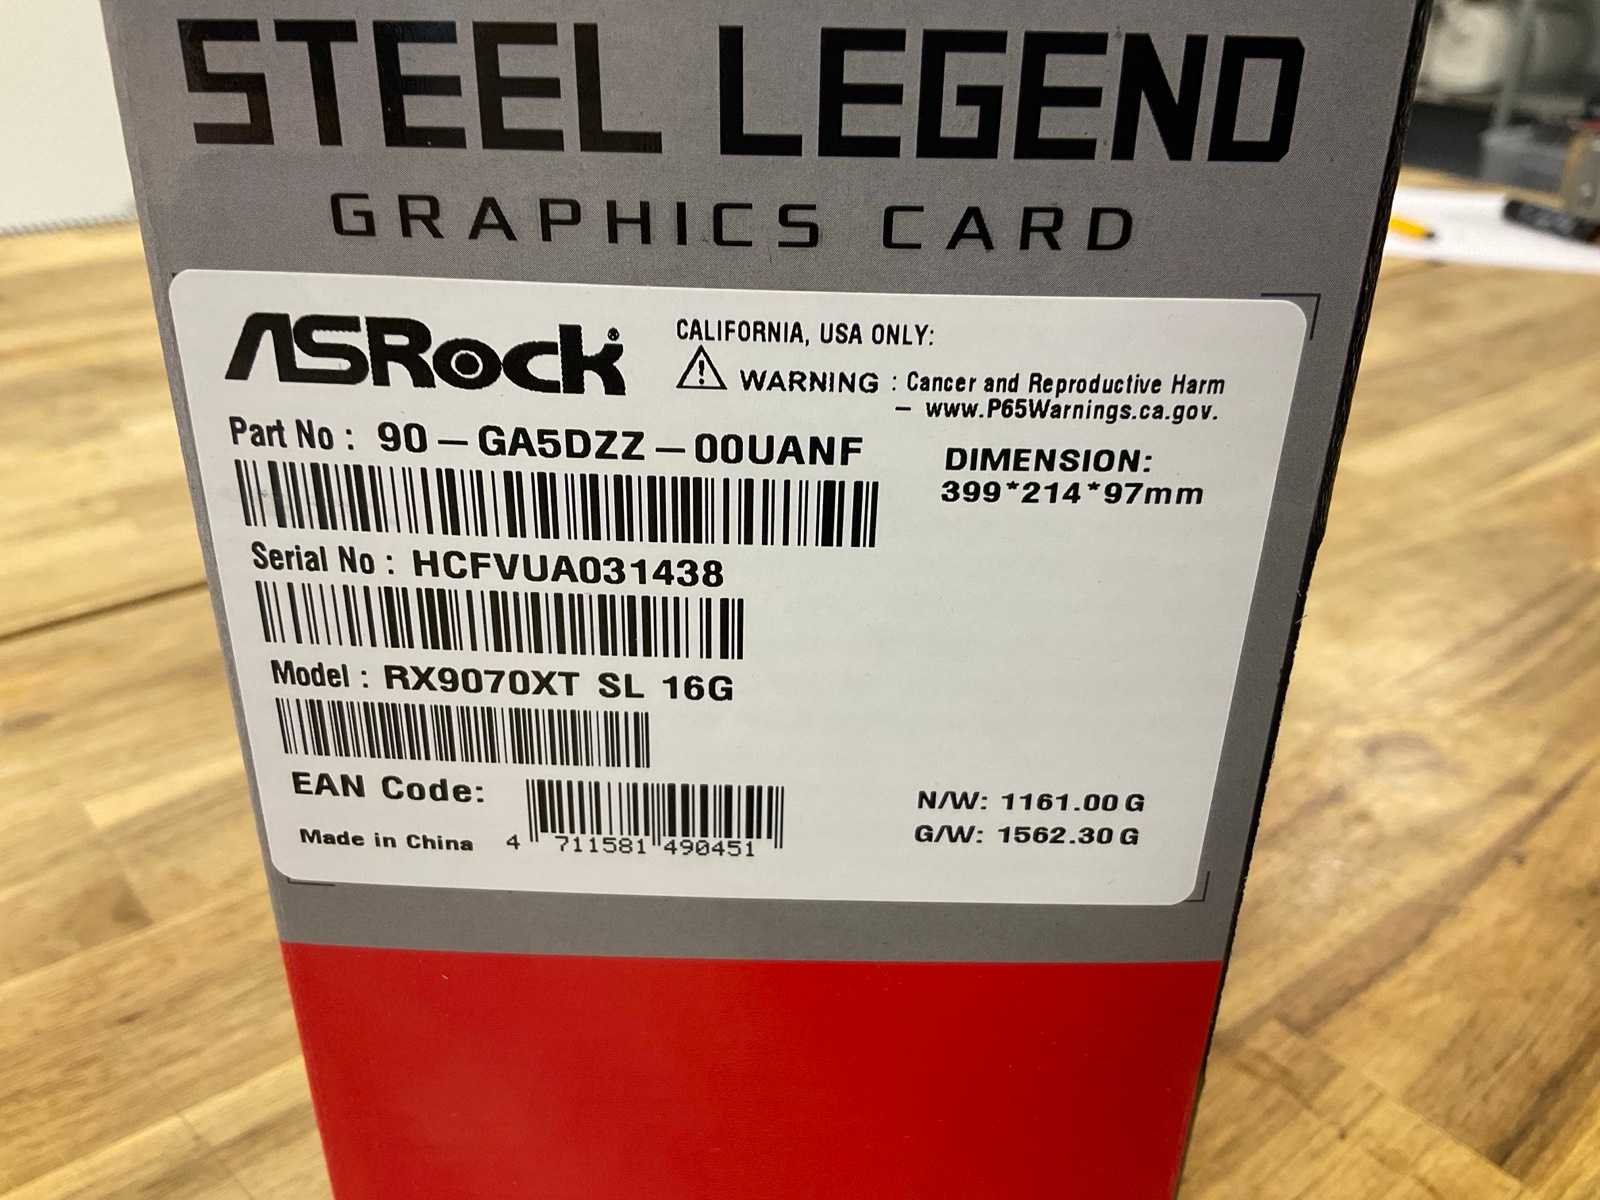 STEEL LEGEND
GRAPHICS CARD
ASRock®
CALIFORNIA, USA ONLY:
WARNING : Cancer and Reproductive Harm
– www.P65Warnings.ca.gov.
Part No : 90-GA5DZZ-00UANF
DIMENSION:
399*214*97mm
Serial No : HCFVUA031438
Model : RX9070XT SL 16G
EAN Code:
4 711581 490451
Made in China
N/W: 1161.00 G
G/W: 1562.30 G